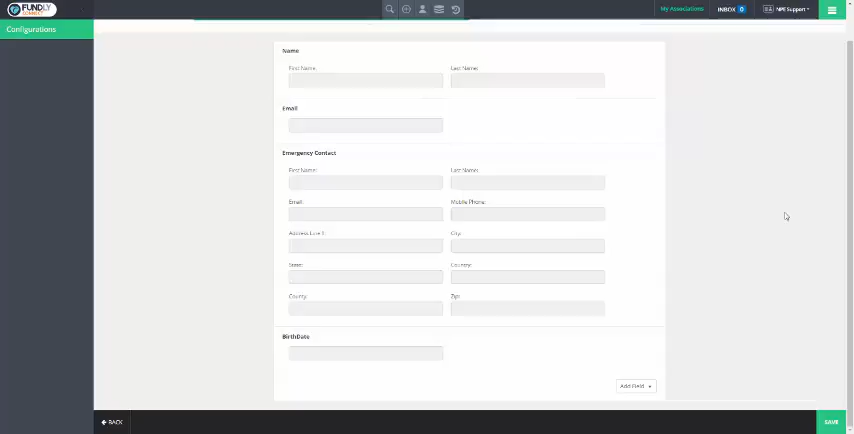 FUNDLY
CONNECT
My Associations
INBOX 0
NPE Support
Configurations
Name
First Name: Last Name:
Email
Emergency Contact
First Name: Last Name:
Email: Mobile Phone:
Address Line 1: City:
State: Country:
County: Zip:
BirthDate
Add Field
BACK
SAVE